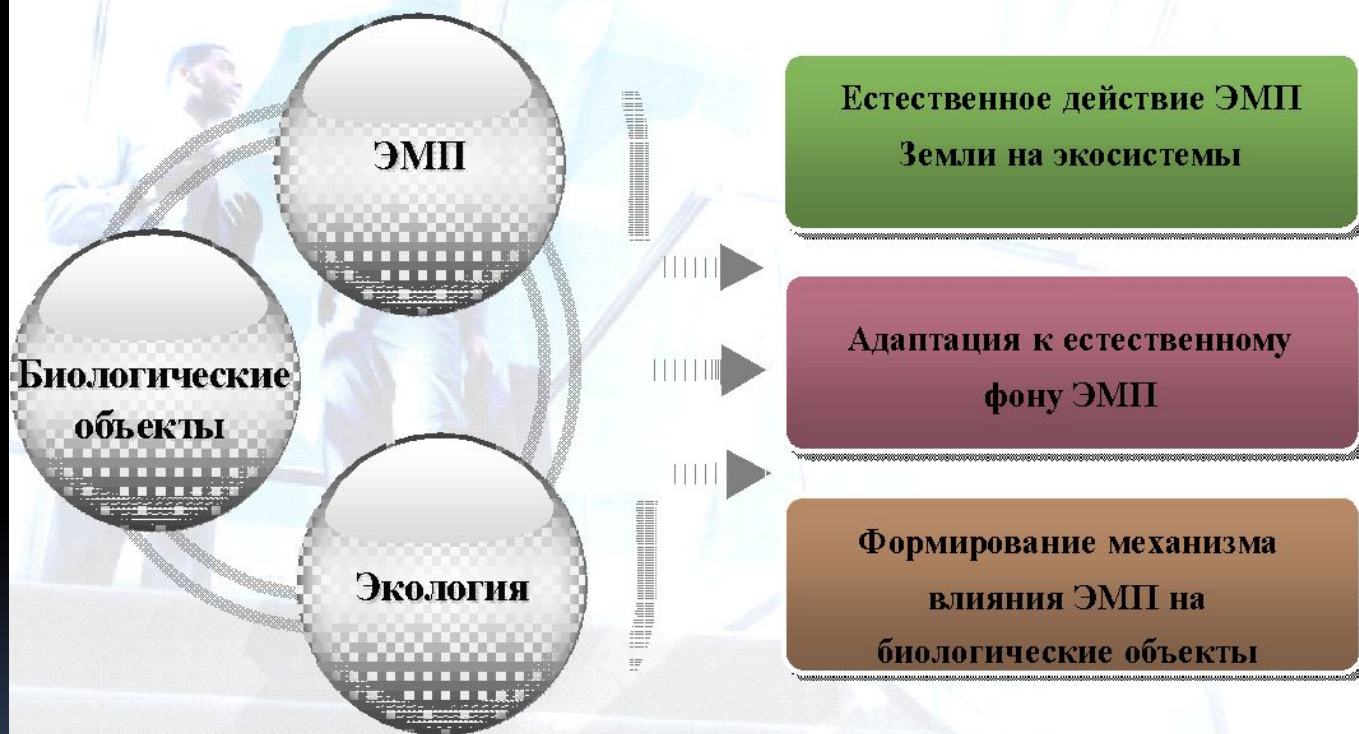 ЭМП
Биологические
объекты
Экология
Естественное действие ЭМП
Земли на экосистемы
Адаптация к естественному
фону ЭМП
Формирование механизма
влияния ЭМП на
биологические объекты